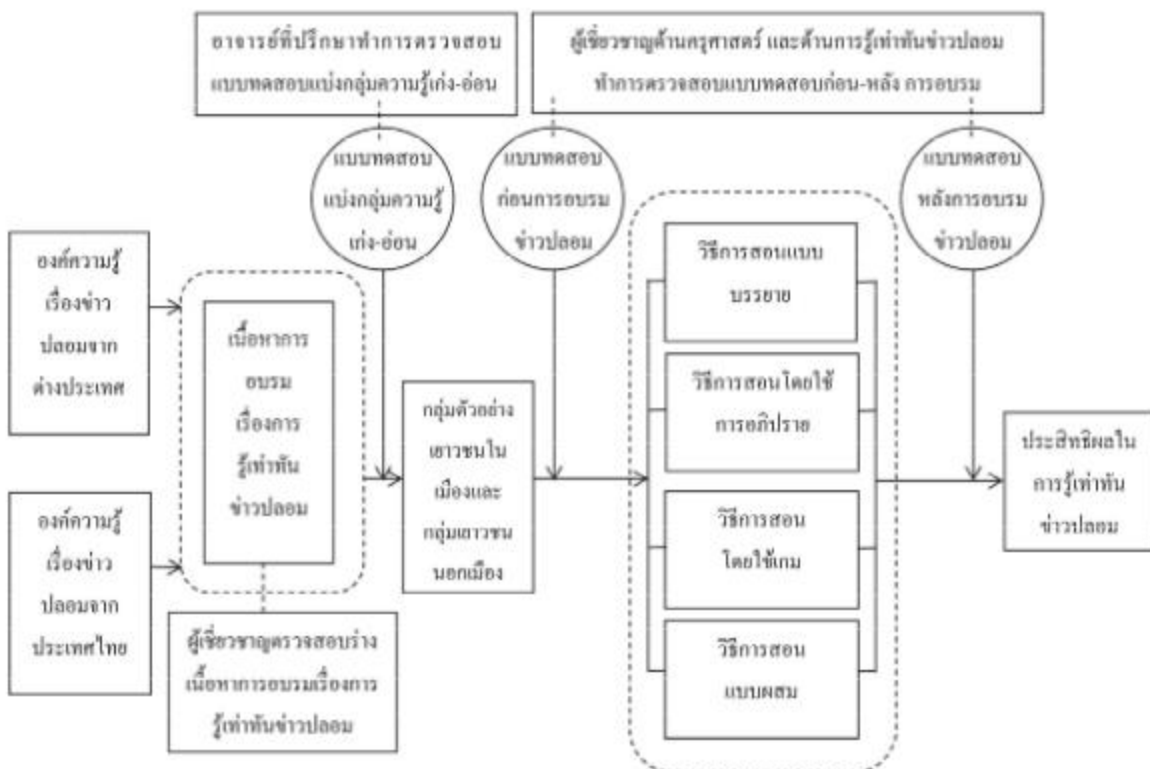 อาจารย์ที่ปรึกษาทำการตรวจสอบ
แบบทดสอบแบ่งกลุ่มความรู้เก่ง-อ่อน
ผู้เชี่ยวชาญด้านครุศาสตร์ และด้านการรู้เท่าทันข่าวปลอม
ทำการตรวจสอบแบบทดสอบก่อน-หลัง การอบรม
แบบทดสอบ
แบ่งกลุ่มความรู้
เก่ง-อ่อน
แบบทดสอบ
ก่อนการอบรม
ข่าวปลอม
แบบทดสอบ
หลังการอบรม
ข่าวปลอม
องค์ความรู้
เรื่องข่าว
ปลอมจาก
ต่างประเทศ
องค์ความรู้
เรื่องข่าว
ปลอมจาก
ประเทศไทย
เนื้อหาการ
อบรม
เรื่องการ
รู้เท่าทัน
ข่าวปลอม
ผู้เชี่ยวชาญตรวจสอบร่าง
เนื้อหาการอบรมเรื่องการ
รู้เท่าทันข่าวปลอม
กลุ่มตัวอย่าง
เยาวชนใน
เมืองและ
กลุ่มเยาวชน
นอกเมือง
วิธีการสอนแบบ
บรรยาย
วิธีการสอนโดยใช้
การอภิปราย
วิธีการสอน
โดยใช้เกม
วิธีการสอน
แบบผสม
ประสิทธิผลใน
การรู้เท่าทัน
ข่าวปลอม